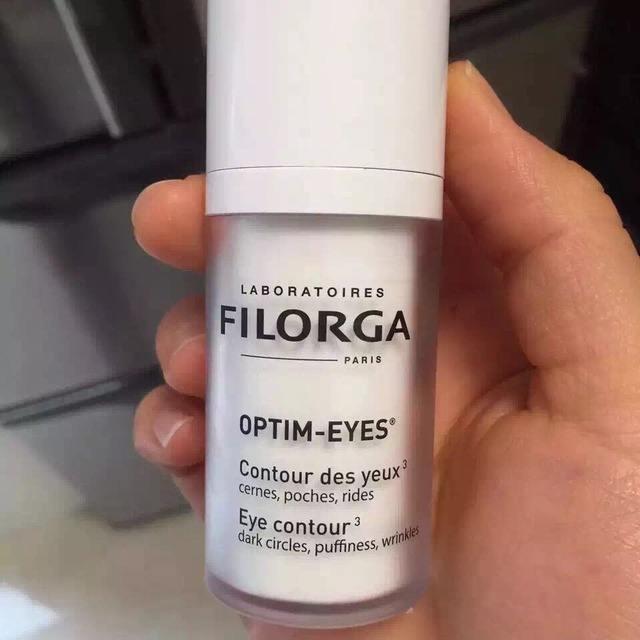 LABORATOIRES
FILORGA
PARIS
OPTIM-EYES®
Contour des yeux³
cernes, poches, rides
Eye contour³
dark circles, puffiness, wrinkles